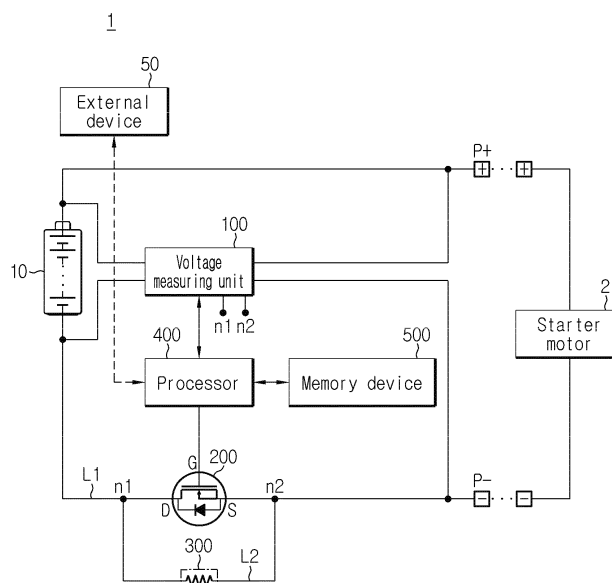 1
50
External
device
P+
100
10
Voltage
measuring unit
n1 n2
2
Starter
motor
400
500
Processor
Memory device
G
200
L1
n1
n2
P-
D
S
300
L2